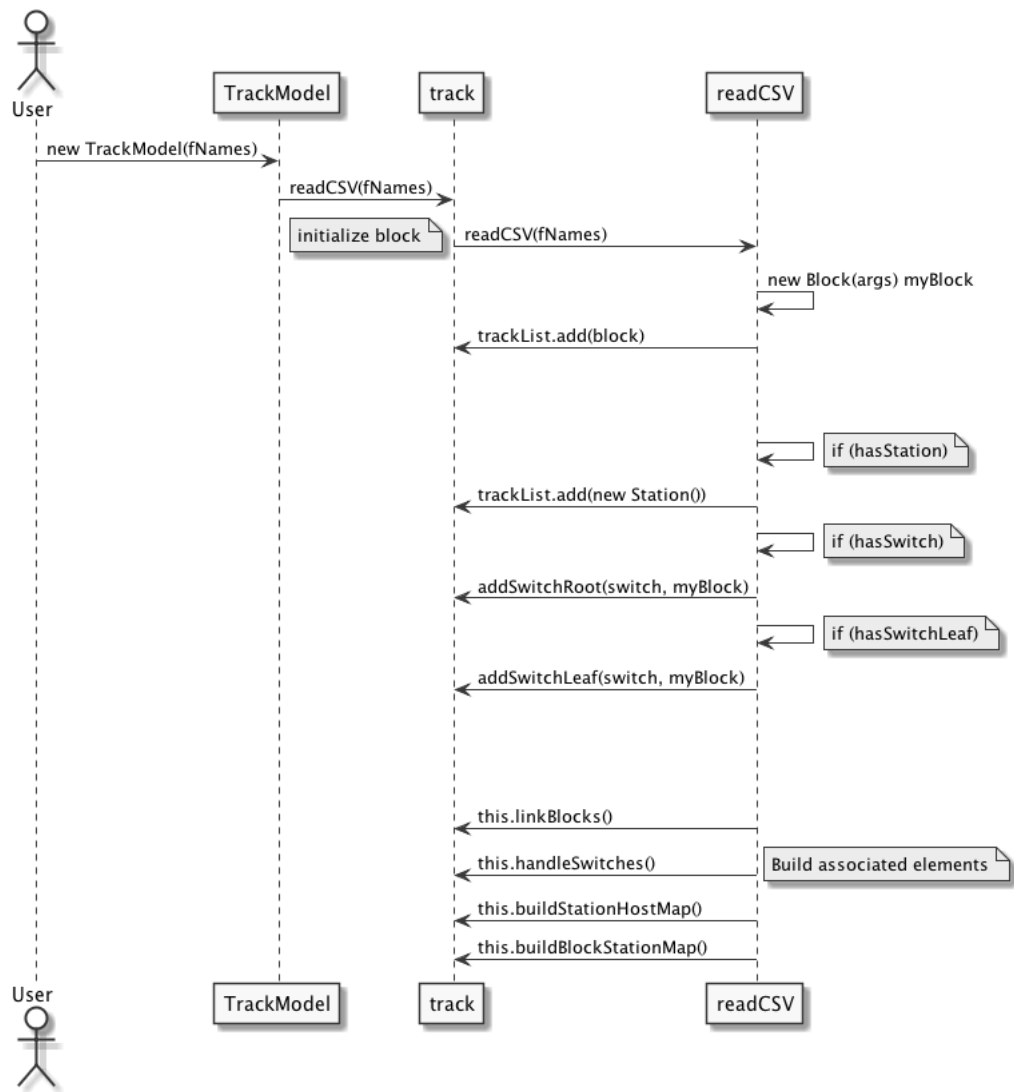 User
TrackModel
track
readCSV
new TrackModel(fNames)
readCSV(fNames)
initialize block
readCSV(fNames)
new Block(args) myBlock
trackList.add(block)
if (hasStation)
trackList.add(new Station())
if (hasSwitch)
addSwitchRoot(switch, myBlock)
if (hasSwitchLeaf)
addSwitchLeaf(switch, myBlock)
this.linkBlocks()
this.handleSwitches()
Build associated elements
this.buildStationHostMap()
this.buildBlockStationMap()
User
TrackModel
track
readCSV